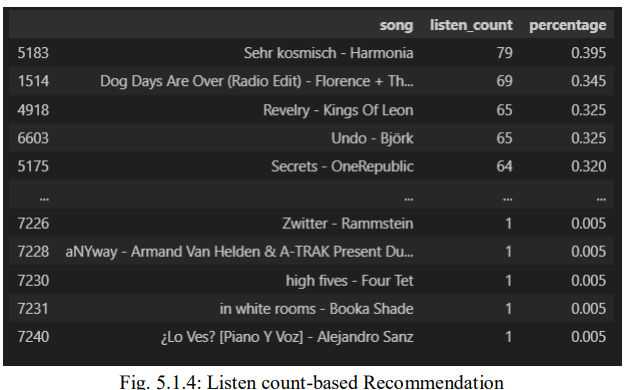 song listen_count percentage
5183 Sehr kosmisch - Harmonia 79 0.395
1514 Dog Days Are Over (Radio Edit) - Florence + Th... 69 0.345
4918 Revelry - Kings Of Leon 65 0.325
6603 Undo - Björk 65 0.325
5175 Secrets - OneRepublic 64 0.320
... ... ... ...
7226 Zwitter - Rammstein 1 0.005
7228 aNYway - Armand Van Helden & A-TRAK Present Du... 1 0.005
7230 high fives - Four Tet 1 0.005
7231 in white rooms - Booka Shade 1 0.005
7240 ¿Lo Ves? [Piano Y Voz] - Alejandro Sanz 1 0.005
Fig. 5.1.4: Listen count-based Recommendation